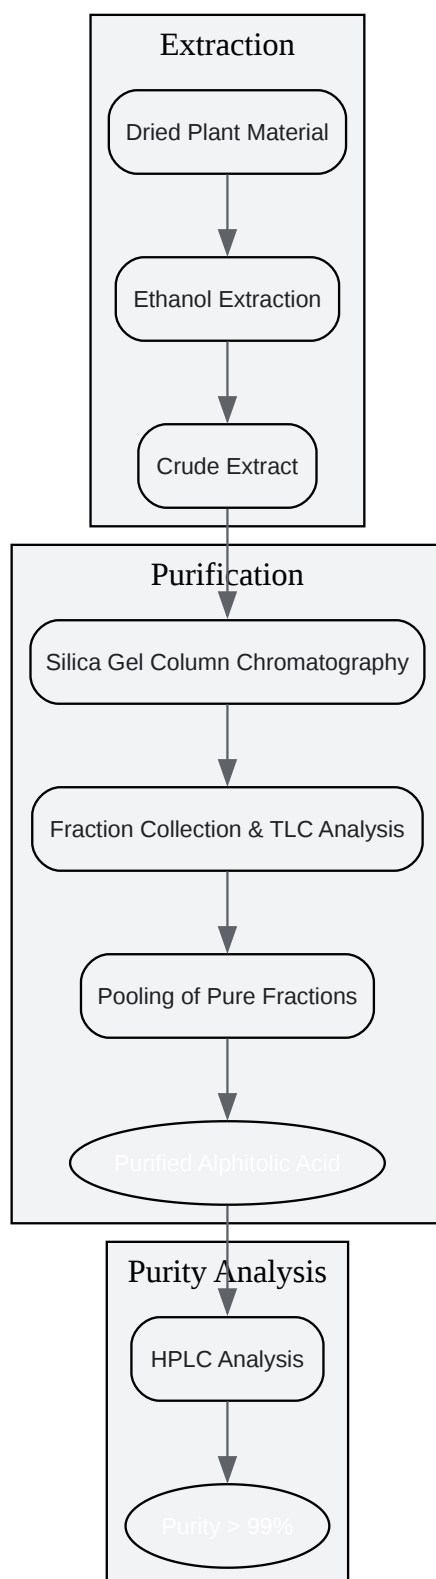 Extraction
Dried Plant Material
Ethanol Extraction
Crude Extract
Purification
Silica Gel Column Chromatography
Fraction Collection & TLC Analysis
Pooling of Pure Fractions
Purified Alphitolic Acid
Purity Analysis
HPLC Analysis
Purity > 99%